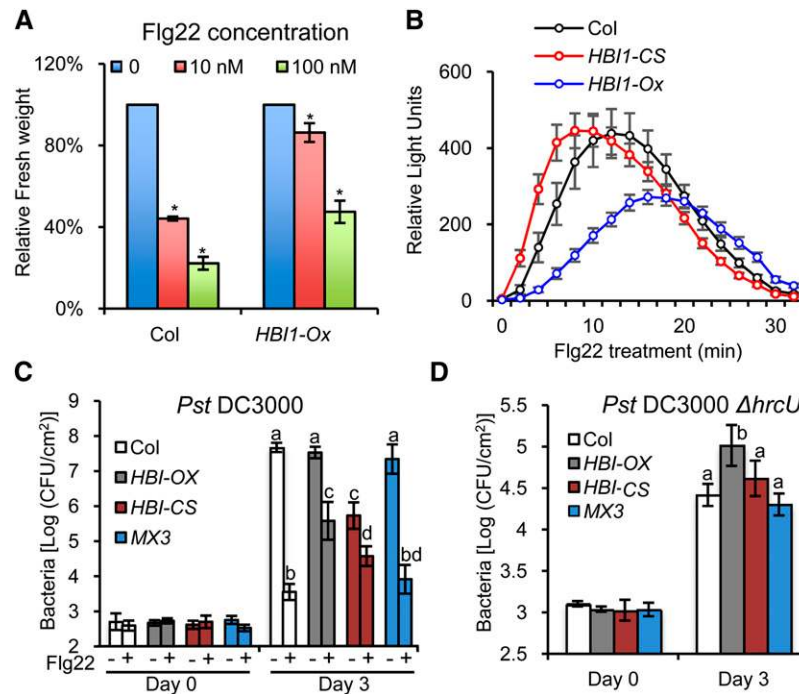 A
Flg22 concentration
0 10 nM 100 nM
120%
80%
40%
0%
Relative Fresh weight
* * * *
Col HBI1-Ox
B
Col
HBI1-CS
HBI1-Ox
600
400
200
0
Relative Light Units
0 10 20 30
Flg22 treatment (min)
C
Pst DC3000
Col
HBI-OX
HBI-CS
MX3
8
7
6
5
4
3
2
Bacteria [Log (CFU/cm²)]
a b a c c d a bd
Flg22 - + - + - + - + - + - + - + - +
Day 0 Day 3
D
Pst DC3000 ΔhrcU
Col
HBI-OX
HBI-CS
MX3
5.5
5
4.5
4
3.5
3
2.5
Bacteria [Log (CFU/cm²)]
a b a a
Day 0 Day 3